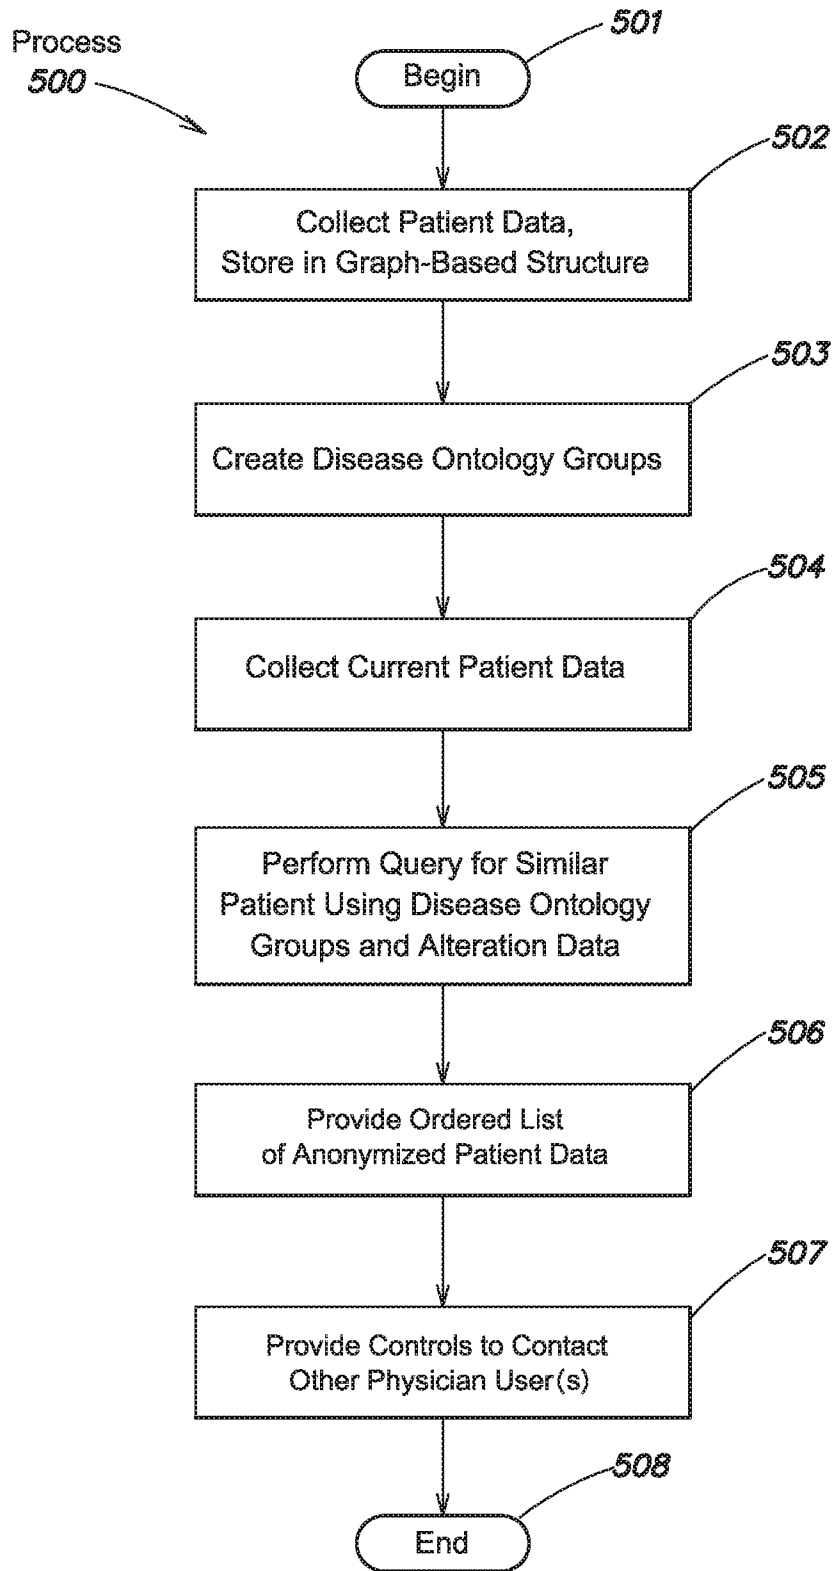 Process
500
501
Begin
502
Collect Patient Data,
Store in Graph-Based Structure
503
Create Disease Ontology Groups
504
Collect Current Patient Data
505
Perform Query for Similar
Patient Using Disease Ontology
Groups and Alteration Data
506
Provide Ordered List
of Anonymized Patient Data
507
Provide Controls to Contact
Other Physician User(s)
508
End